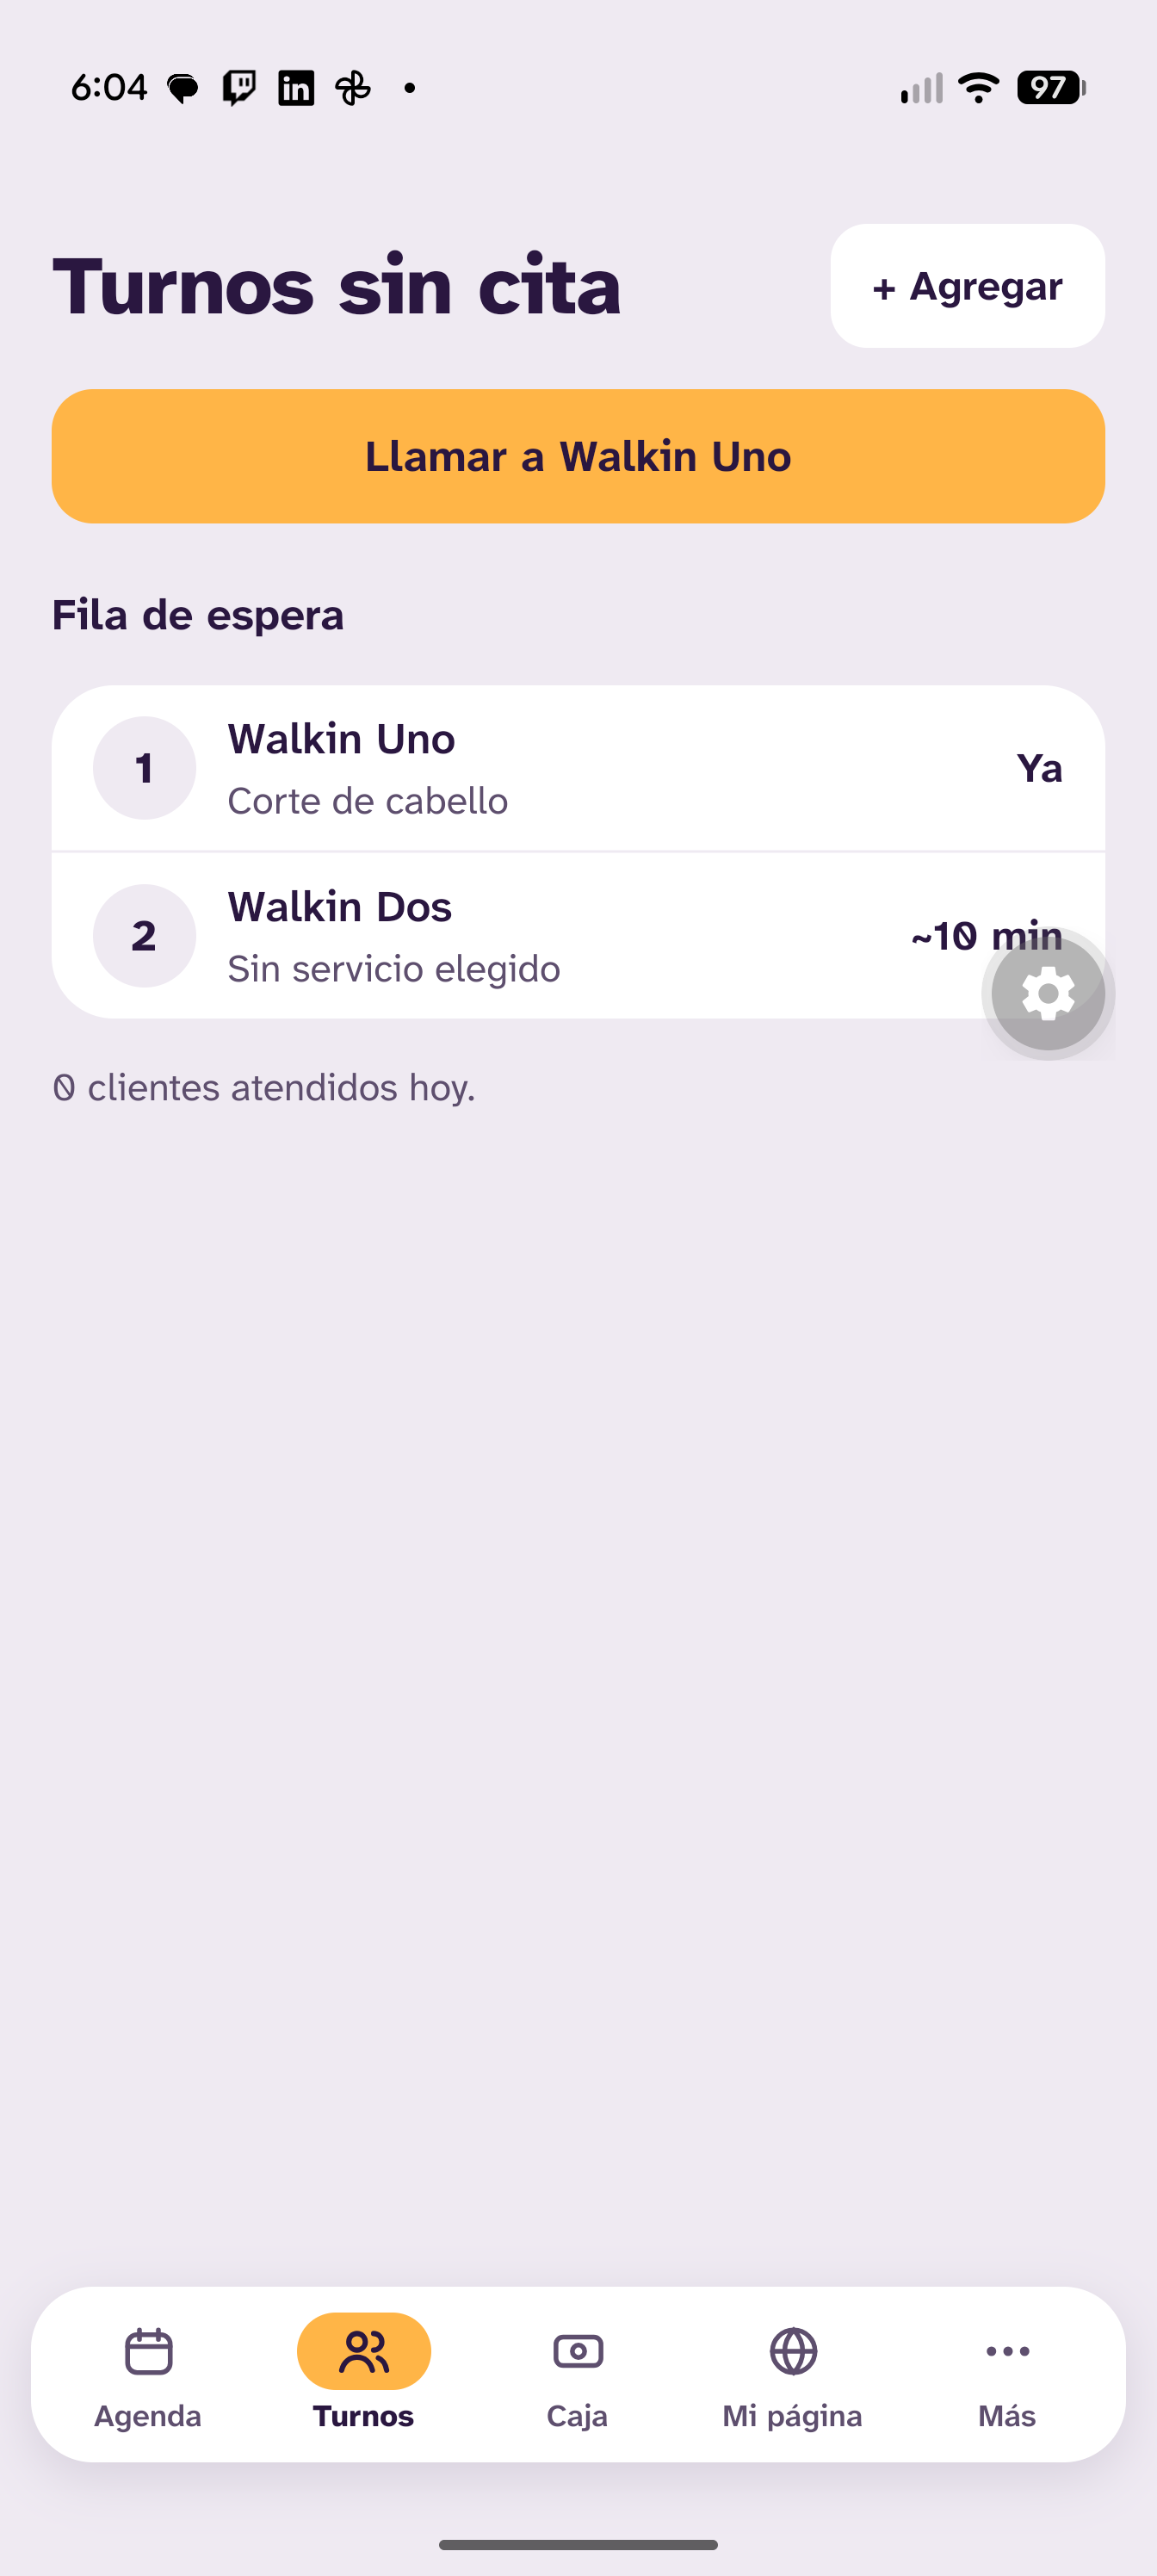 6:04
97
Turnos sin cita
+ Agregar
Llamar a Walkin Uno
Fila de espera
1
Walkin Uno
Corte de cabello
Ya
2
Walkin Dos
Sin servicio elegido
~10 min
0 clientes atendidos hoy.
Agenda
Turnos
Caja
Mi página
Más